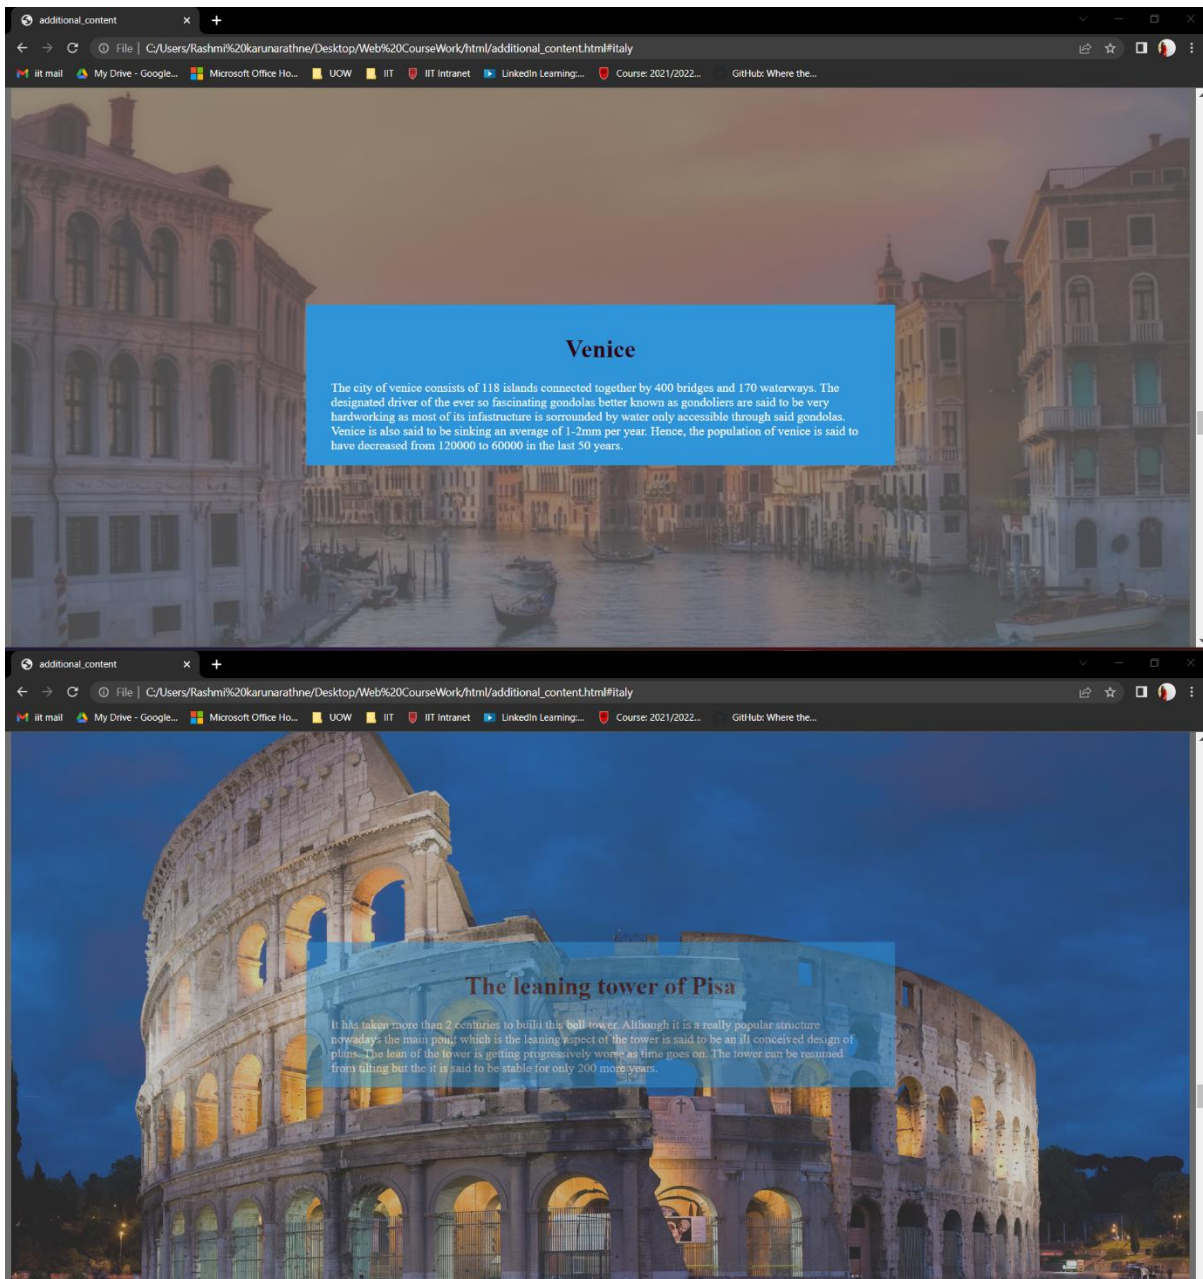 additional_content
File | C:/Users/Rashmi%20karunarathne/Desktop/Web%20CourseWork/html/additional_content.html#italy
iit mail My Drive - Google... Microsoft Office Ho... UOW IIT IIT Intranet LinkedIn Learning:... Course: 2021/2022... GitHub: Where the...
Venice
The city of venice consists of 118 islands connected together by 400 bridges and 170 waterways. The
designated driver of the ever so fascinating gondolas better known as gondoliers are said to be very
hardworking as most of its infastructure is sorrounded by water only accessible through said gondolas.
Venice is also said to be sinking an average of 1-2mm per year. Hence, the population of venice is said to
have decreased from 120000 to 60000 in the last 50 years.
additional_content
File | C:/Users/Rashmi%20karunarathne/Desktop/Web%20CourseWork/html/additional_content.html#italy
iit mail My Drive - Google... Microsoft Office Ho... UOW IIT IIT Intranet LinkedIn Learning:... Course: 2021/2022... GitHub: Where the...
The leaning tower of Pisa
It has taken more than 2 centuries to build this bell tower. Although it is a really popular structure
nowadays the main point which is the leaning aspect of the tower is said to be an ill conceived design of
plans. The lean of the tower is getting progressively worse as time goes on. The tower can be resumed
from tilting but the it is said to be stable for only 200 more years.